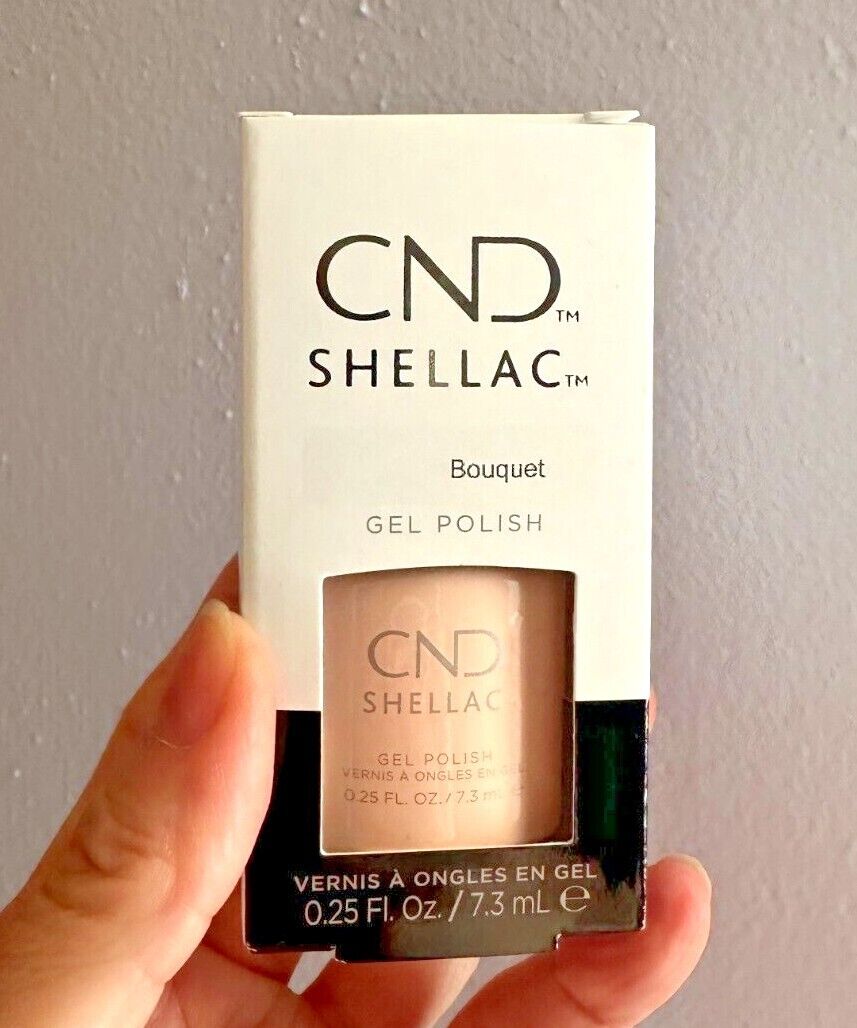 CND™
SHELLAC™
Bouquet
GEL POLISH
CND
SHELLAC
GEL POLISH
VERNIS À ONGLES EN GEL
0.25 FL. OZ./7.3 mL e
VERNIS À ONGLES EN GEL
0.25 Fl. Oz. / 7.3 mL ℮